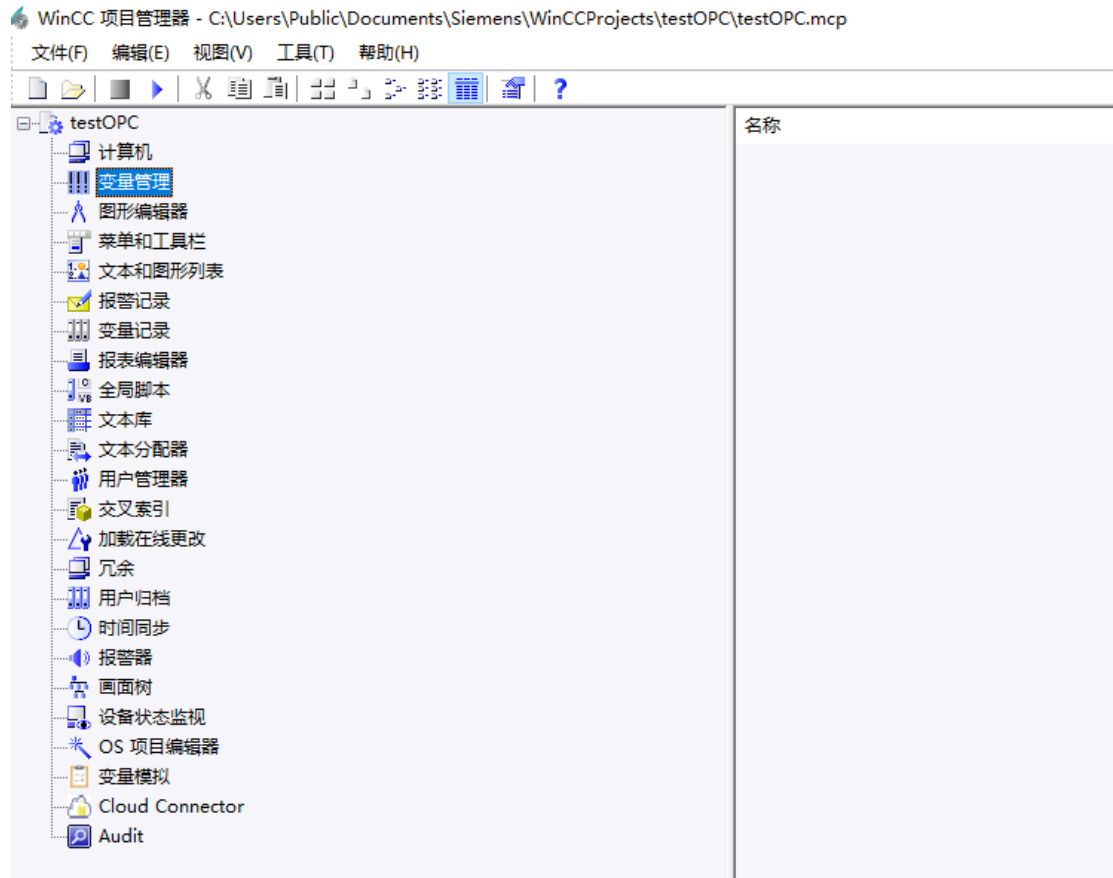 WinCC 项目管理器 - C:\Users\Public\Documents\Siemens\WinCCProjects\testOPC\testOPC.mcp
文件(F) 编辑(E) 视图(V) 工具(T) 帮助(H)
testOPC
名称
计算机
变量管理
图形编辑器
菜单和工具栏
文本和图形列表
报警记录
变量记录
报表编辑器
全局脚本
文本库
文本分配器
用户管理器
交叉索引
加载在线更改
冗余
用户归档
时间同步
报警器
画面树
设备状态监视
OS 项目编辑器
变量模拟
Cloud Connector
Audit